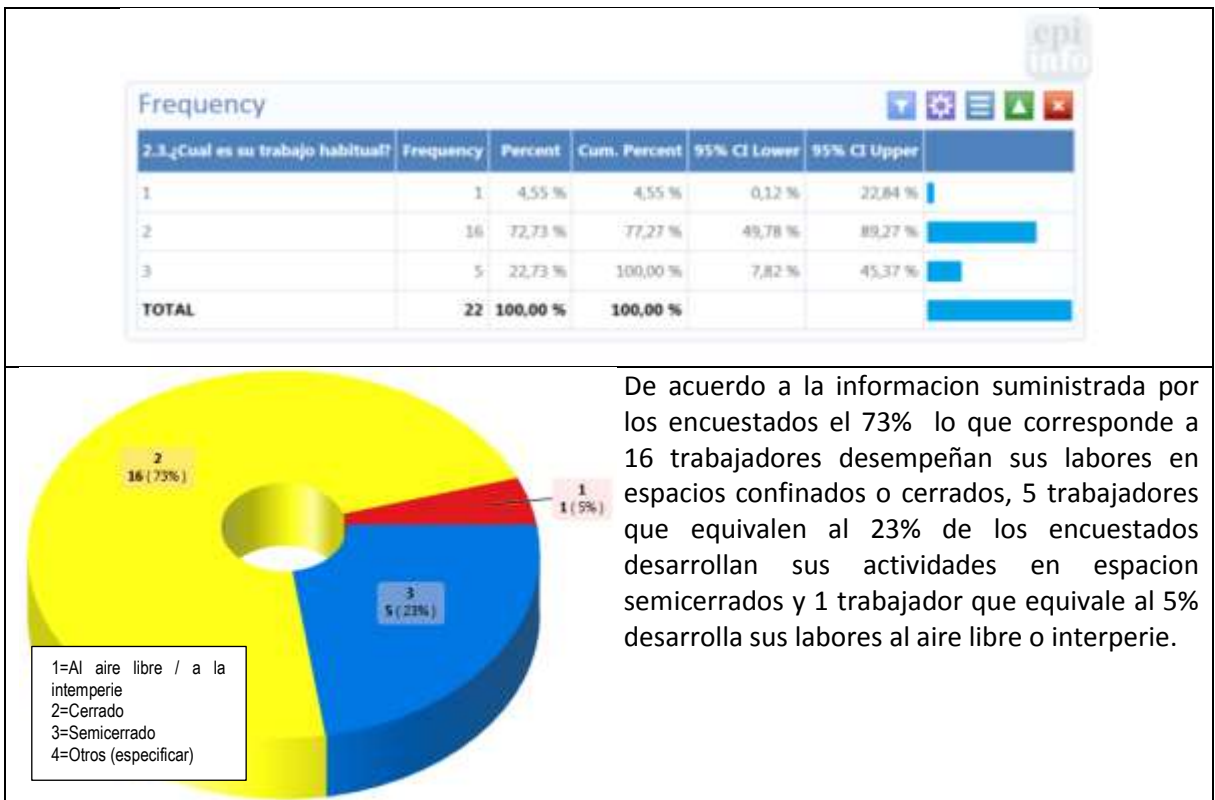 epi
info
Frequency
2.3.¿Cual es su trabajo habitual? Frequency Percent Cum. Percent 95% CI Lower 95% CI Upper
1 1 4,55 % 4,55 % 0,12 % 22,84 %
2 16 72,73 % 77,27 % 49,78 % 89,27 %
3 5 22,73 % 100,00 % 7,82 % 45,37 %
TOTAL 22 100,00 % 100,00 %
2
16 (73%)
1
1 (5%)
3
5 (23%)
1=Al aire libre / a la
intemperie
2=Cerrado
3=Semicerrado
4=Otros (especificar)
De acuerdo a la informacion suministrada por
los encuestados el 73% lo que corresponde a
16 trabajadores desempeñan sus labores en
espacios confinados o cerrados, 5 trabajadores
que equivalen al 23% de los encuestados
desarrollan sus actividades en espacion
semicerrados y 1 trabajador que equivale al 5%
desarrolla sus labores al aire libre o interperie.